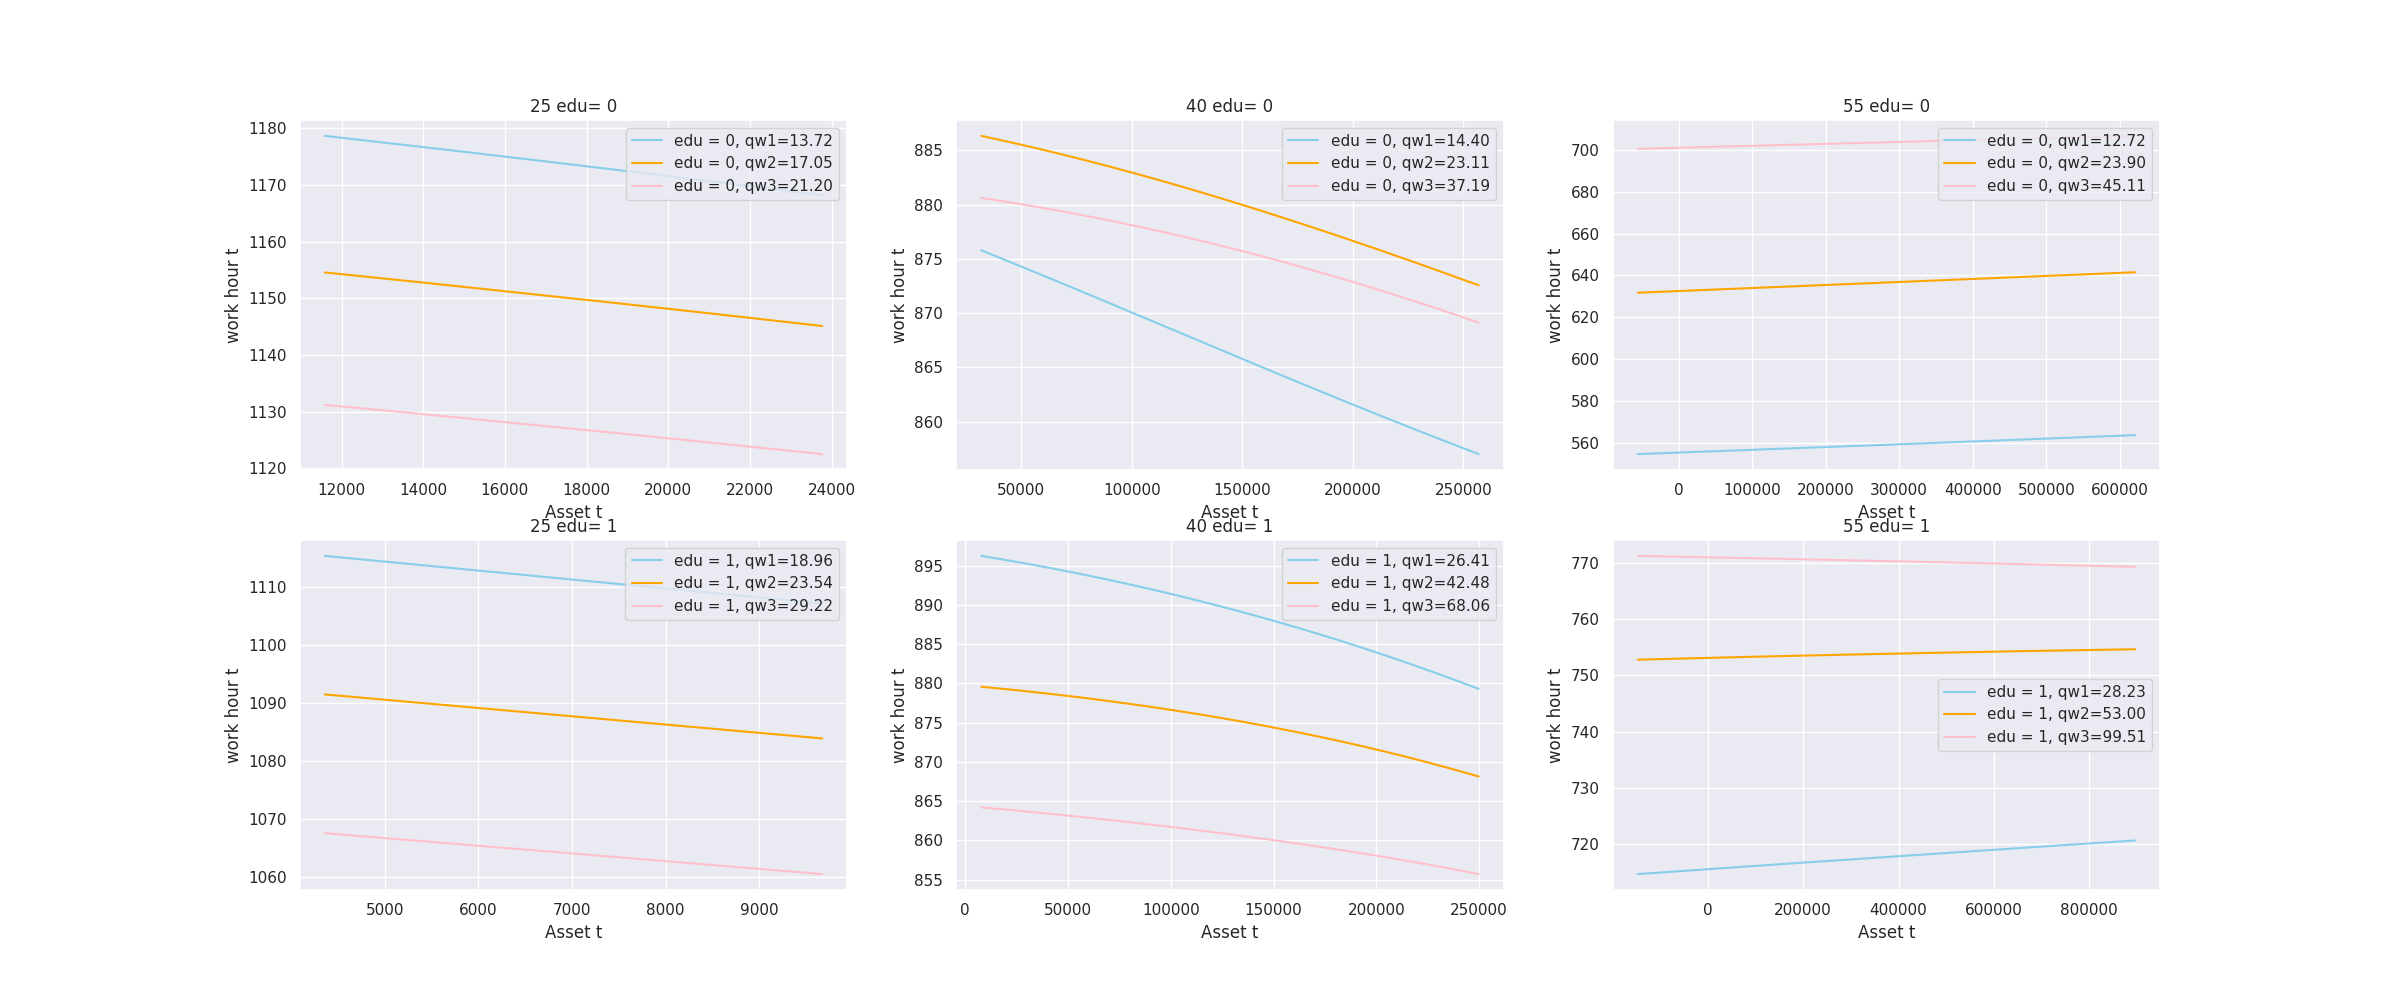 25 edu= 0
work hour t
1180
1170
1160
1150
1140
1130
1120
edu = 0, qw1=13.72
edu = 0, qw2=17.05
edu = 0, qw3=21.20
12000 14000 16000 18000 20000 22000 24000
Asset t
40 edu= 0
work hour t
885
880
875
870
865
860
edu = 0, qw1=14.40
edu = 0, qw2=23.11
edu = 0, qw3=37.19
50000 100000 150000 200000 250000
Asset t
55 edu= 0
work hour t
700
680
660
640
620
600
580
560
edu = 0, qw1=12.72
edu = 0, qw2=23.90
edu = 0, qw3=45.11
0 100000 200000 300000 400000 500000 600000
Asset t
25 edu= 1
work hour t
1110
1100
1090
1080
1070
1060
edu = 1, qw1=18.96
edu = 1, qw2=23.54
edu = 1, qw3=29.22
5000 6000 7000 8000 9000
Asset t
40 edu= 1
work hour t
895
890
885
880
875
870
865
860
855
edu = 1, qw1=26.41
edu = 1, qw2=42.48
edu = 1, qw3=68.06
0 50000 100000 150000 200000 250000
Asset t
55 edu= 1
work hour t
770
760
750
740
730
720
edu = 1, qw1=28.23
edu = 1, qw2=53.00
edu = 1, qw3=99.51
0 200000 400000 600000 800000
Asset t